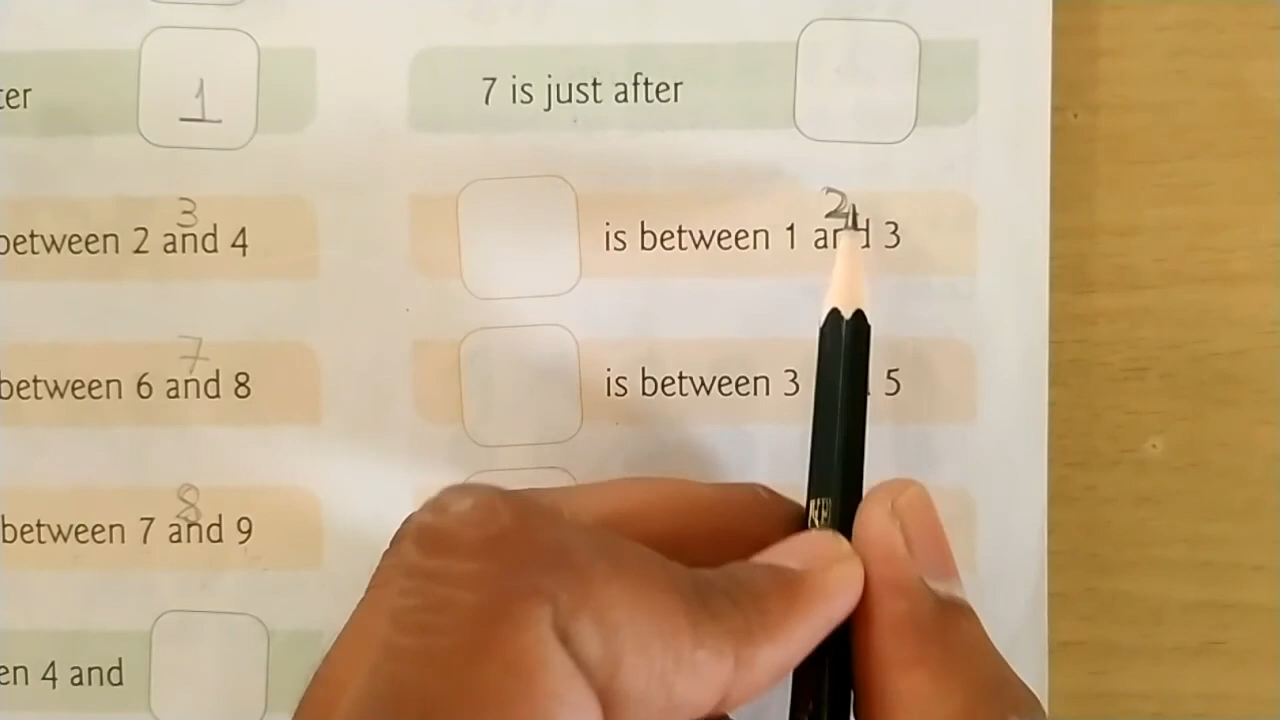 er
1
7 is just after
3
between 2 and 4
2
is between 1 and 3
7
between 6 and 8
is between 3
5
8
between 7 and 9
en 4 and